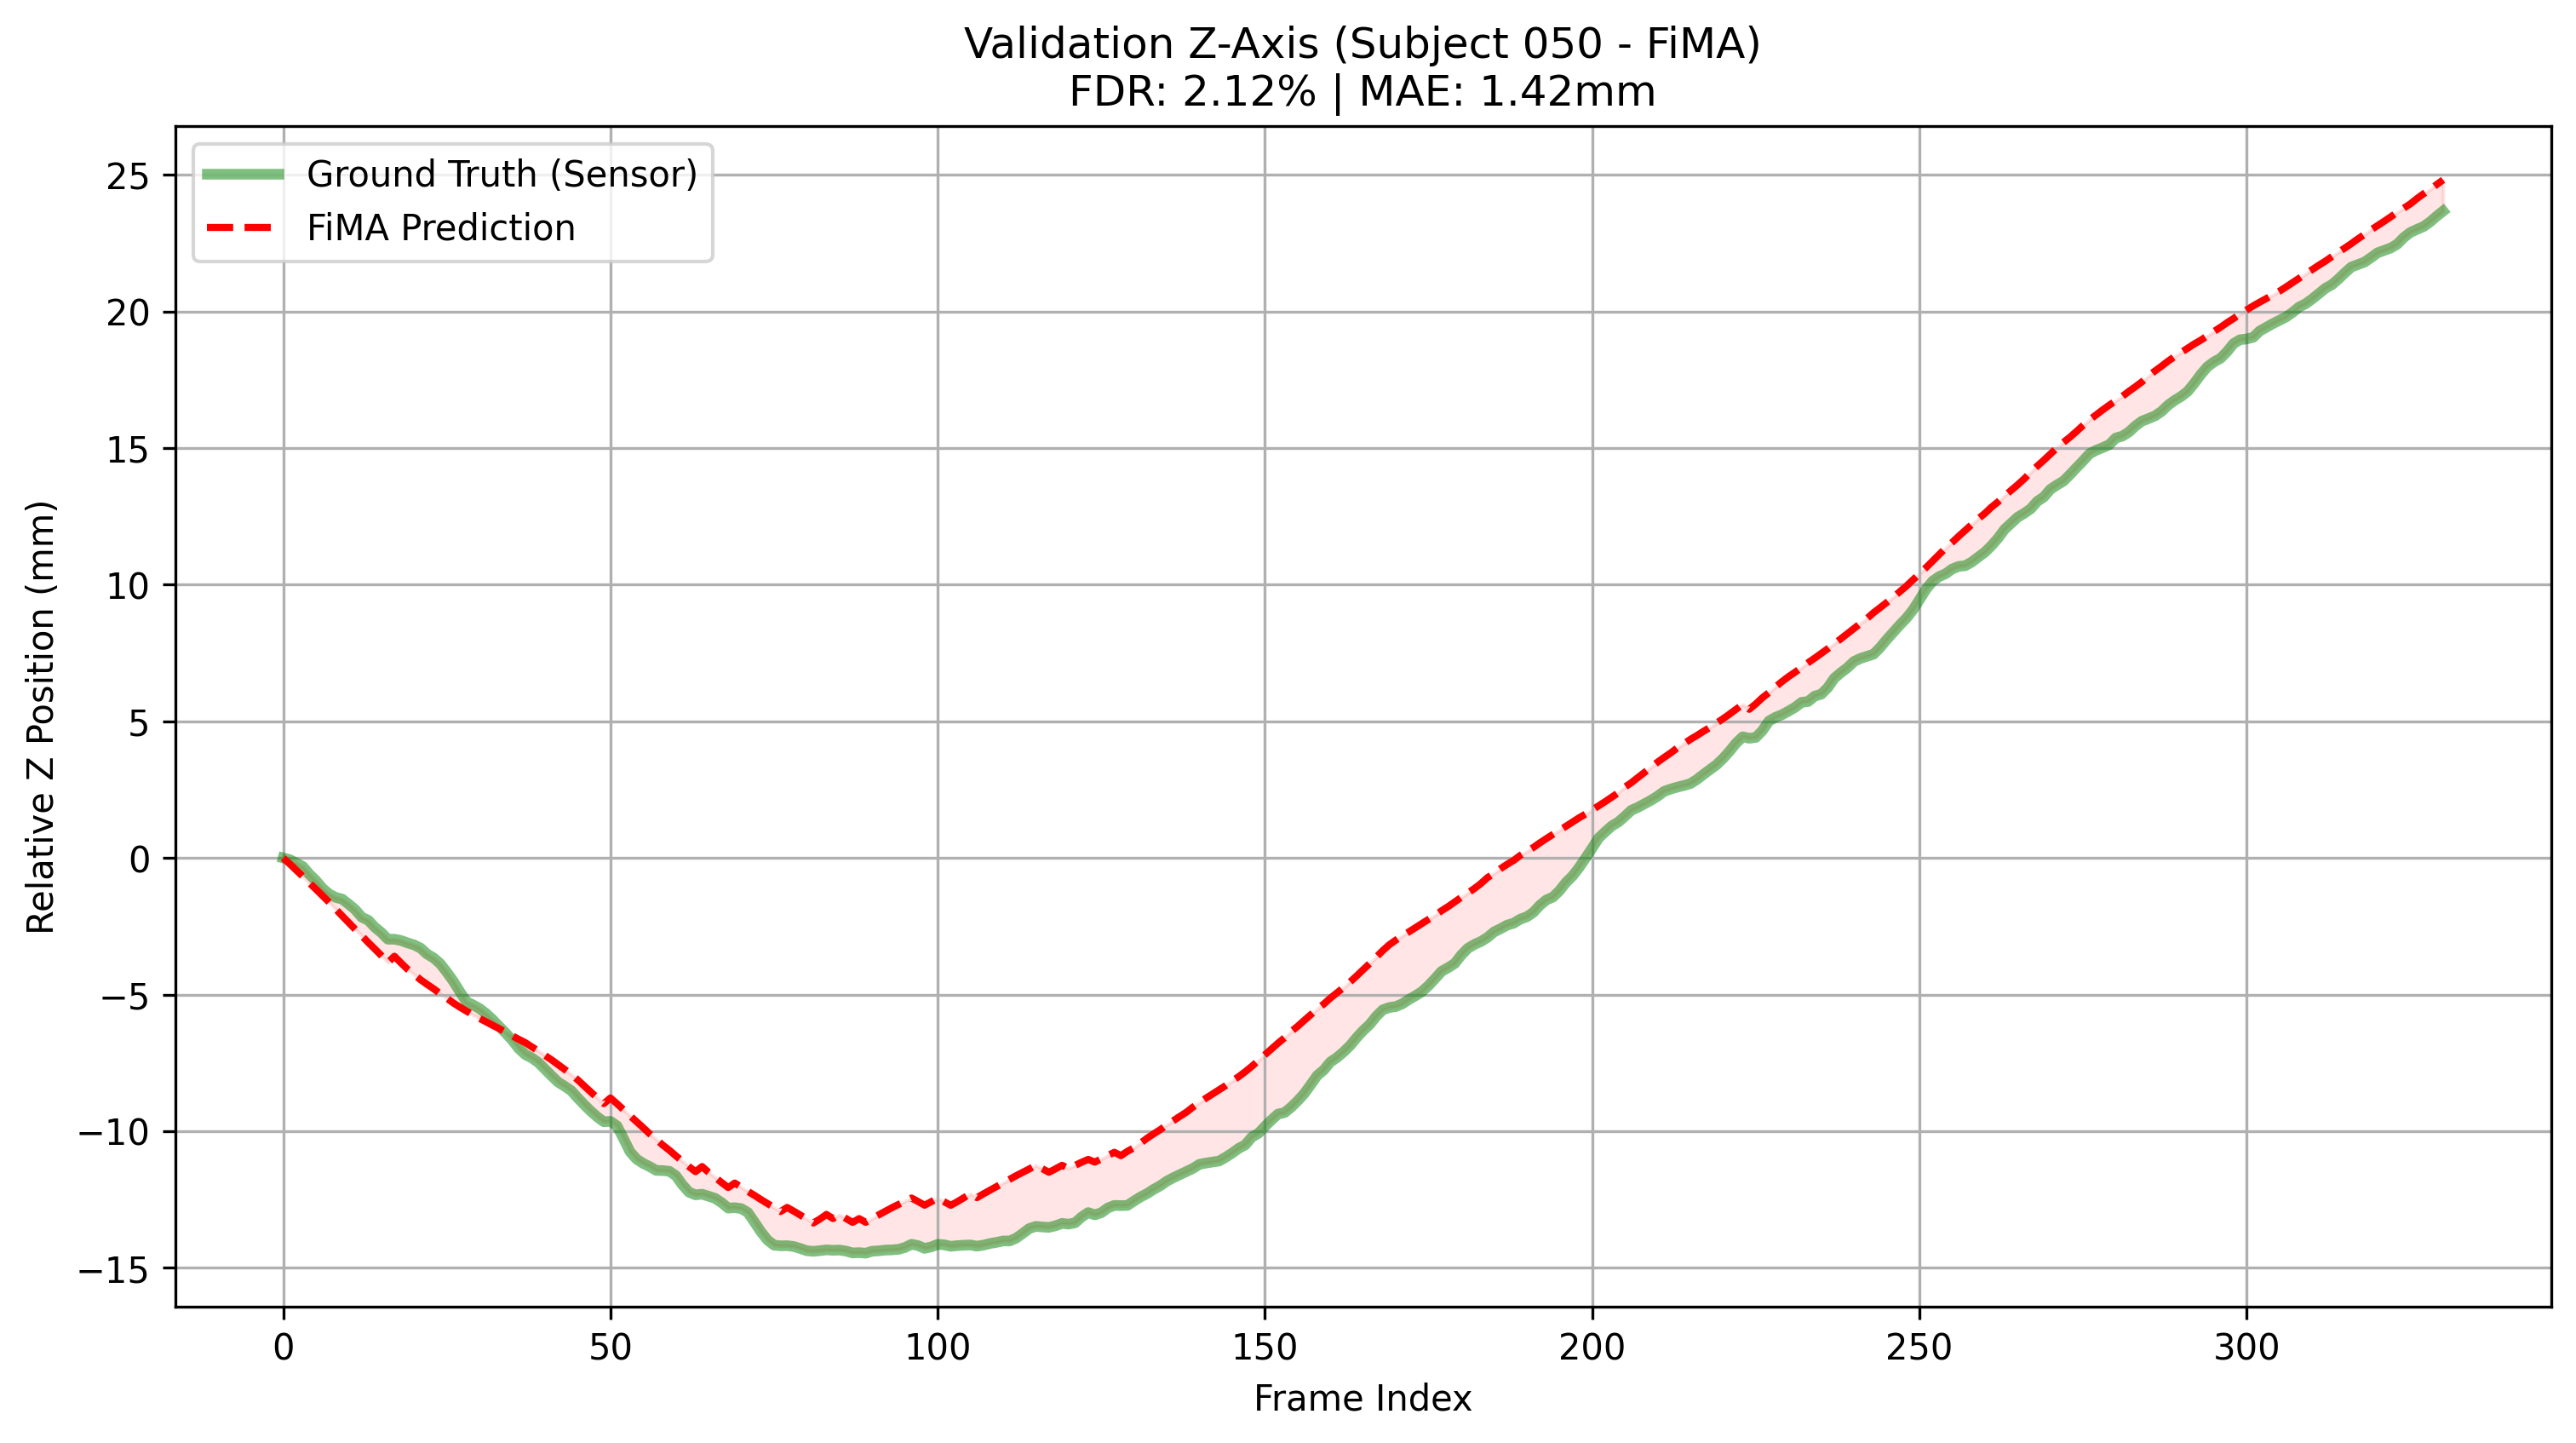 Validation Z-Axis (Subject 050 - FiMA)
FDR: 2.12% | MAE: 1.42mm
Ground Truth (Sensor)
FiMA Prediction
Relative Z Position (mm)
25
20
15
10
5
0
−5
−10
−15
0 50 100 150 200 250 300
Frame Index